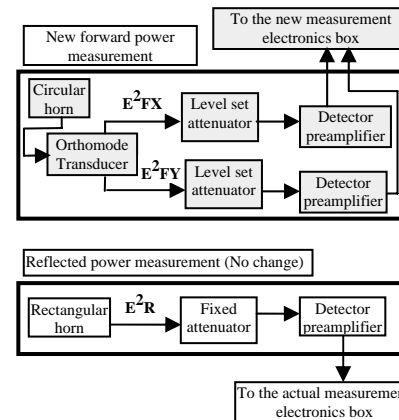 To the new measurement
electronics box
New forward power
measurement
Circular
horn
E²FX
Level set
attenuator
Detector
preamplifier
Orthomode
Transducer
E²FY
Level set
attenuator
Detector
preamplifier
Reflected power measurement (No change)
Rectangular
horn
E²R
Fixed
attenuator
Detector
preamplifier
To the actual measurement
electronics box